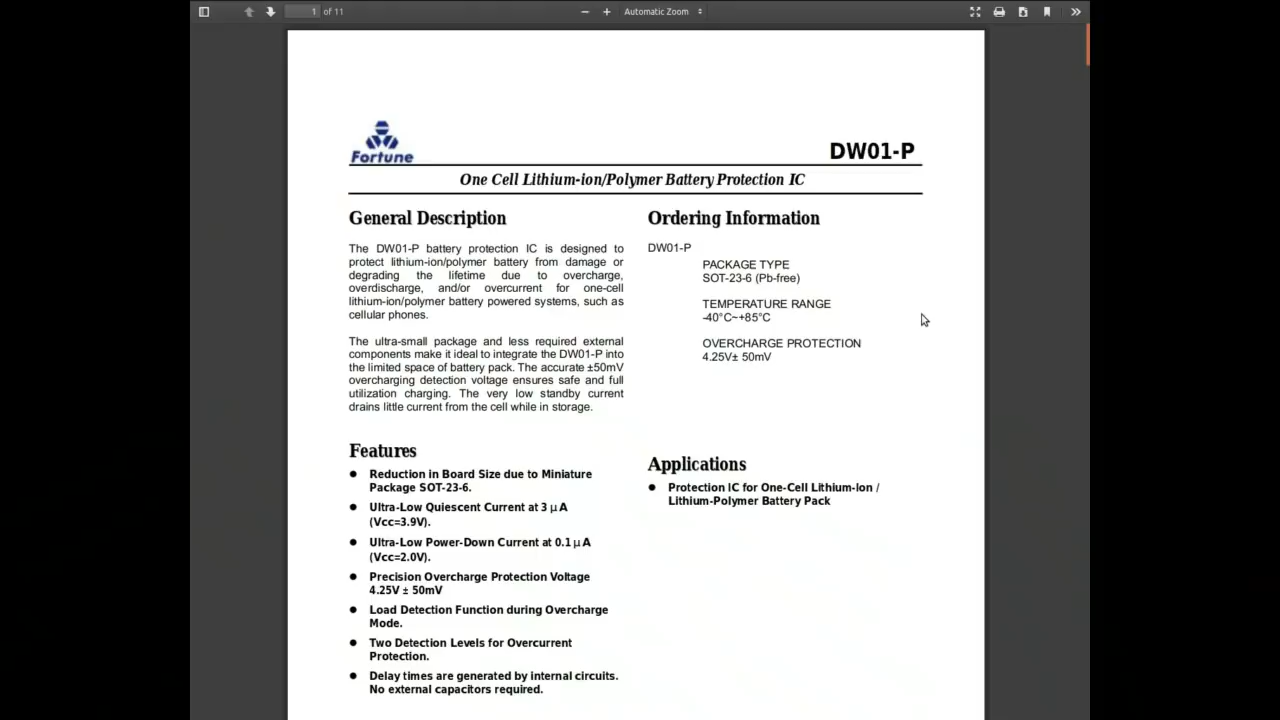 1 of 11
Automatic Zoom
Fortune
DW01-P
One Cell Lithium-ion/Polymer Battery Protection IC
General Description
The DW01-P battery protection IC is designed to
protect lithium-ion/polymer battery from damage or
degrading the lifetime due to overcharge,
overdischarge, and/or overcurrent for one-cell
lithium-ion/polymer battery powered systems, such as
cellular phones.
The ultra-small package and less required external
components make it ideal to integrate the DW01-P into
the limited space of battery pack. The accurate ±50mV
overcharging detection voltage ensures safe and full
utilization charging. The very low standby current
drains little current from the cell while in storage.
Features
● Reduction in Board Size due to Miniature
Package SOT-23-6.
● Ultra-Low Quiescent Current at 3 μA
(Vcc=3.9V).
● Ultra-Low Power-Down Current at 0.1 μA
(Vcc=2.0V).
● Precision Overcharge Protection Voltage
4.25V ± 50mV
● Load Detection Function during Overcharge
Mode.
● Two Detection Levels for Overcurrent
Protection.
● Delay times are generated by internal circuits.
No external capacitors required.
Ordering Information
DW01-P
PACKAGE TYPE
SOT-23-6 (Pb-free)
TEMPERATURE RANGE
-40°C~+85°C
OVERCHARGE PROTECTION
4.25V± 50mV
Applications
● Protection IC for One-Cell Lithium-Ion /
Lithium-Polymer Battery Pack